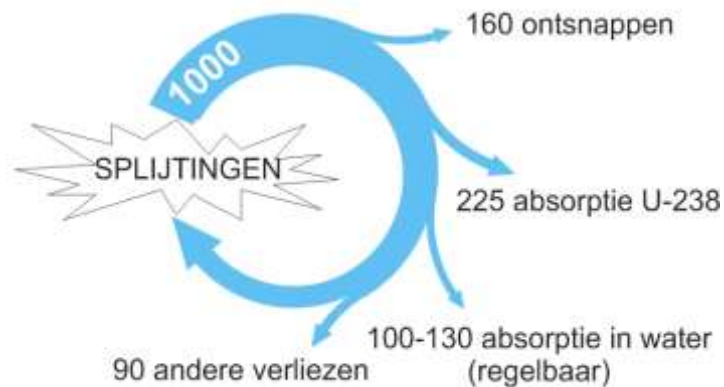 160 ontsnappen
1000
SPLIJTINGEN
225 absorptie U-238
100-130 absorptie in water
(regelbaar)
90 andere verliezen